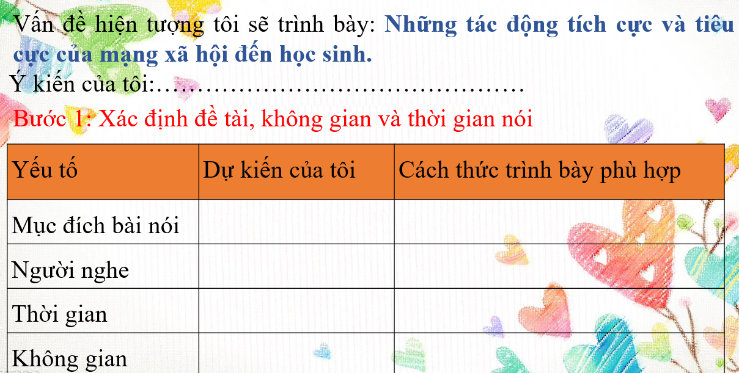 Vấn đề hiện tượng tôi sẽ trình bày: Những tác động tích cực và tiêu
cực của mạng xã hội đến học sinh.
Ý kiến của tôi:…………………………………………
Bước 1: Xác định đề tài, không gian và thời gian nói
Yếu tố Dự kiến của tôi Cách thức trình bày phù hợp
Mục đích bài nói
Người nghe
Thời gian
Không gian